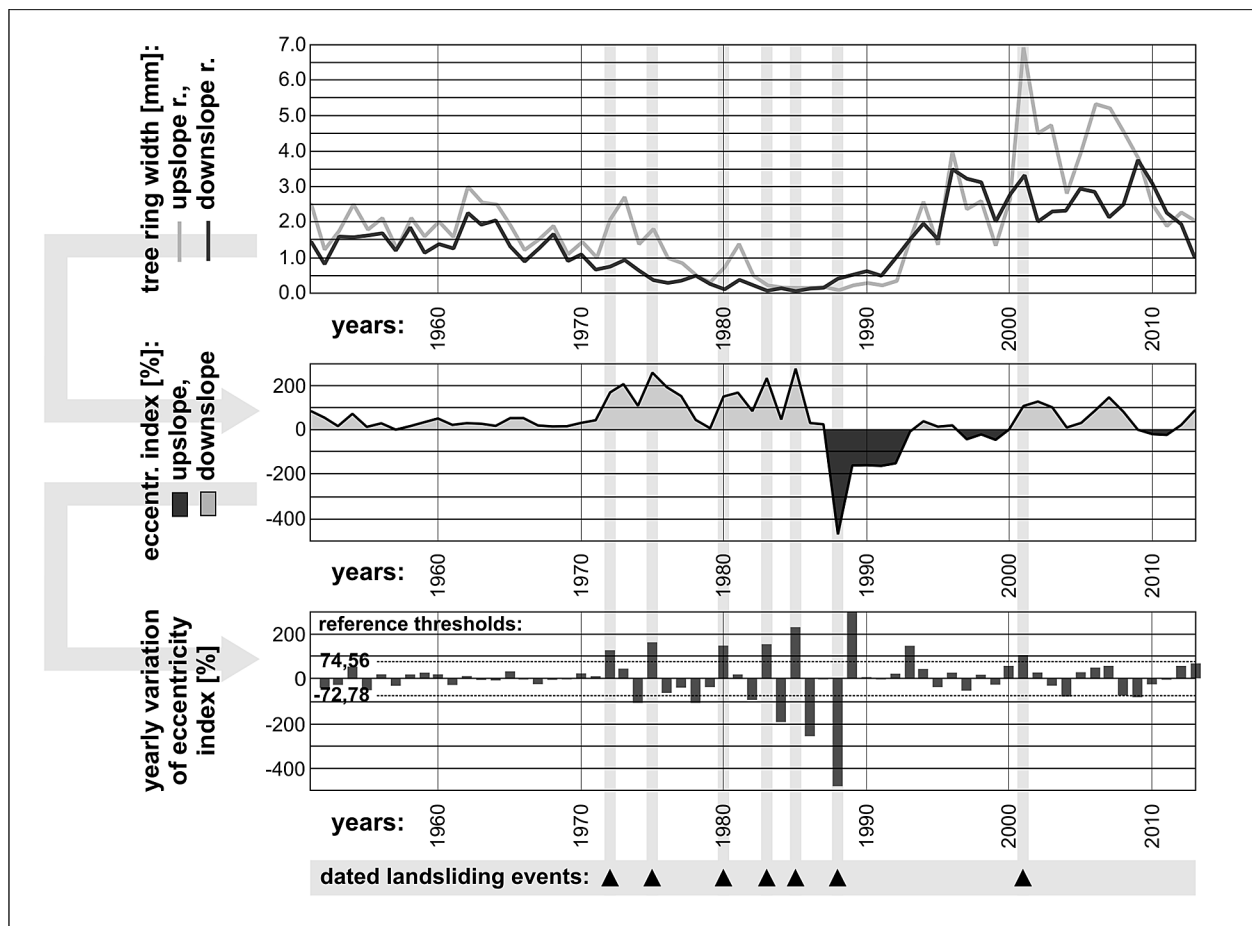 tree ring width [mm]:
upslope r.,
downslope r.
7.0
6.0
5.0
4.0
3.0
2.0
1.0
0.0
years:
1960
1970
1980
1990
2000
2010
eccentr. index [%]:
upslope,
downslope
200
0
-200
-400
years:
1960
1970
1980
1990
2000
2010
yearly variation
of eccentricity
index [%]
reference thresholds:
200
74,56
0
-72,78
-200
-400
years:
1960
1970
1980
1990
2000
2010
dated landsliding events: